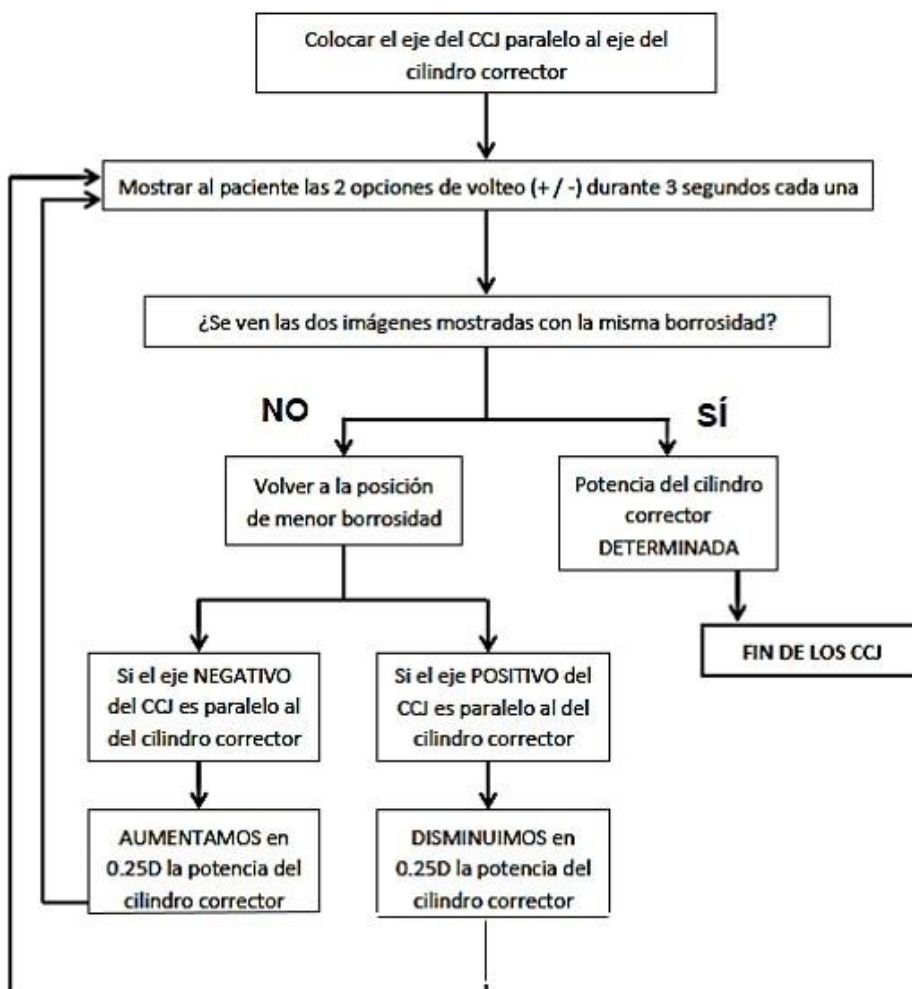 Colocar el eje del CCJ paralelo al eje del
cilindro corrector
Mostrar al paciente las 2 opciones de volteo (+ / -) durante 3 segundos cada una
¿Se ven las dos imágenes mostradas con la misma borrosidad?
NO
SÍ
Volver a la posición
de menor borrosidad
Potencia del cilindro
corrector
DETERMINADA
FIN DE LOS CCJ
Si el eje NEGATIVO
del CCJ es paralelo al
del cilindro corrector
Si el eje POSITIVO del
CCJ es paralelo al del
cilindro corrector
AUMENTAMOS en
0.25D la potencia del
cilindro corrector
DISMINUIMOS en
0.25D la potencia del
cilindro corrector